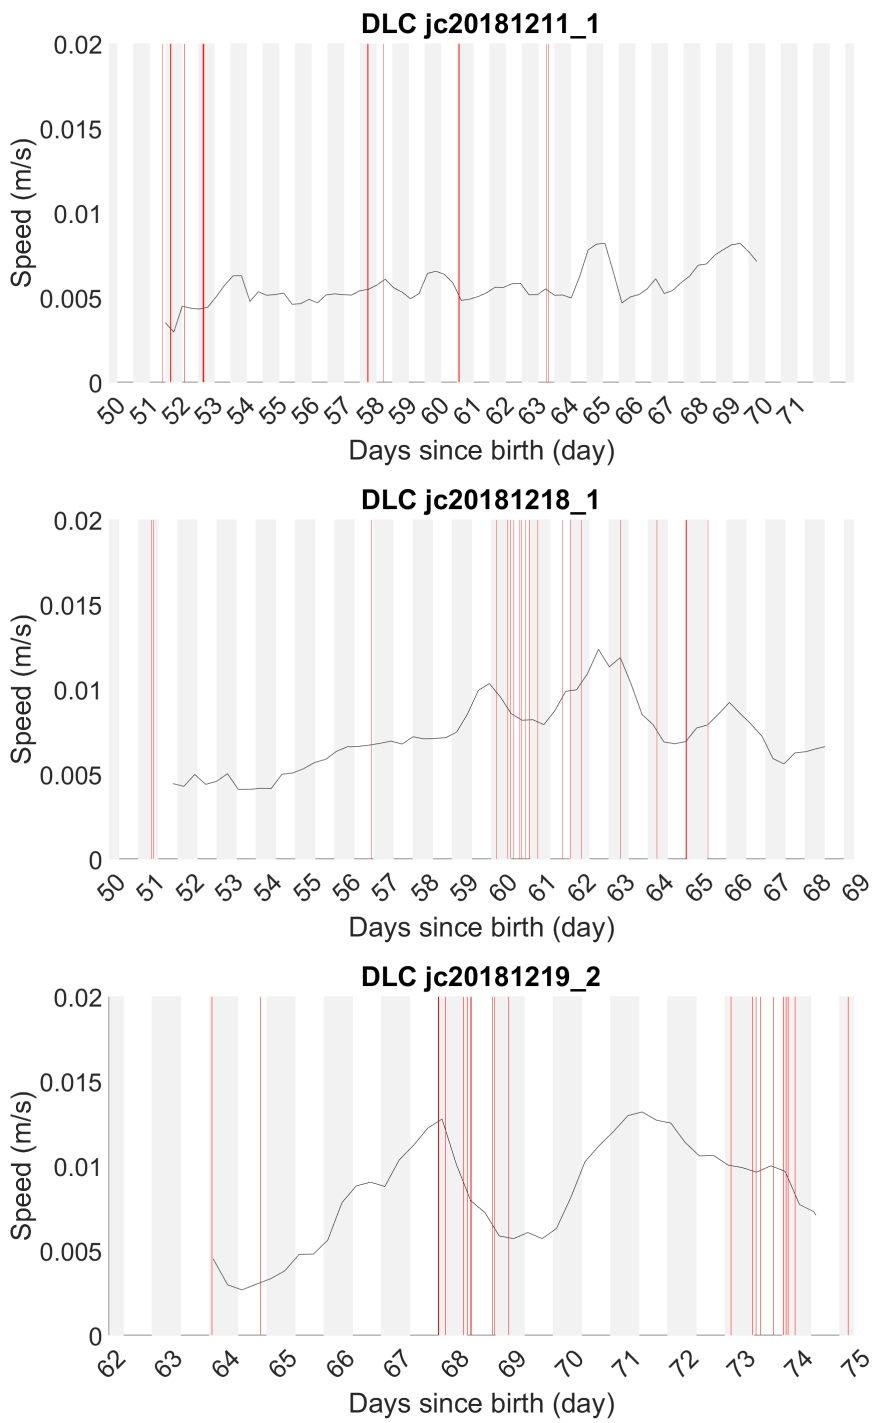 DLC jc20181211_1
0.02
0.015
0.01
0.005
0
Speed (m/s)
50 51 52 53 54 55 56 57 58 59 60 61 62 63 64 65 66 67 68 69 70 71
Days since birth (day)
DLC jc20181218_1
0.02
0.015
0.01
0.005
0
Speed (m/s)
50 51 52 53 54 55 56 57 58 59 60 61 62 63 64 65 66 67 68 69
Days since birth (day)
DLC jc20181219_2
0.02
0.015
0.01
0.005
0
Speed (m/s)
62 63 64 65 66 67 68 69 70 71 72 73 74 75
Days since birth (day)